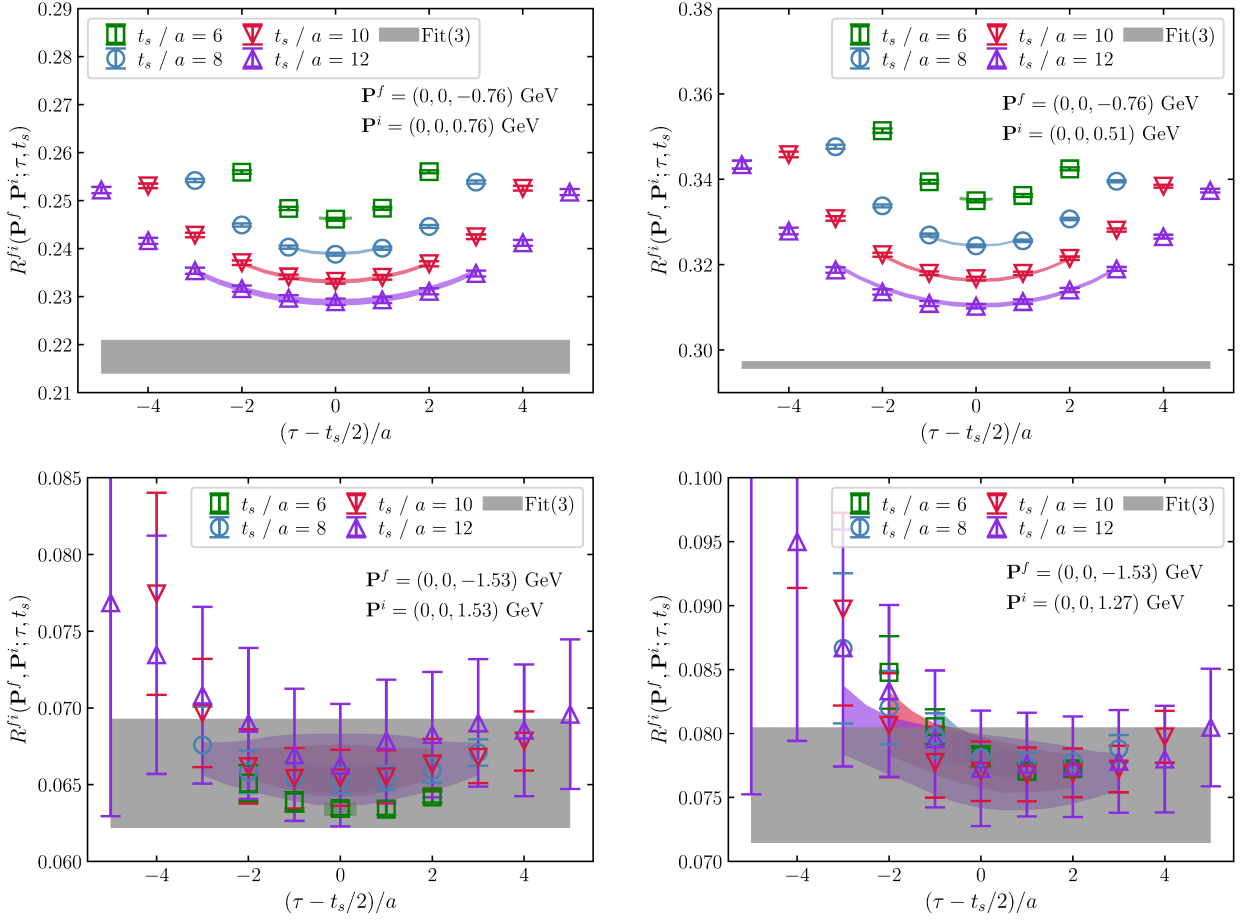 0.29
0.28
0.27
0.26
0.25
0.24
0.23
0.22
0.21
R^{fi}(P^f, P^i; τ, t_s)
t_s / a = 6
t_s / a = 10
Fit(3)
t_s / a = 8
t_s / a = 12
P^f = (0, 0, −0.76) GeV
P^i = (0, 0, 0.76) GeV
−4 −2 0 2 4
(τ − t_s/2)/a
0.38
0.36
0.34
0.32
0.30
R^{fi}(P^f, P^i; τ, t_s)
t_s / a = 6
t_s / a = 10
Fit(3)
t_s / a = 8
t_s / a = 12
P^f = (0, 0, −0.76) GeV
P^i = (0, 0, 0.51) GeV
−4 −2 0 2 4
(τ − t_s/2)/a
0.085
0.080
0.075
0.070
0.065
0.060
R^{fi}(P^f, P^i; τ, t_s)
t_s / a = 6
t_s / a = 10
Fit(3)
t_s / a = 8
t_s / a = 12
P^f = (0, 0, −1.53) GeV
P^i = (0, 0, 1.53) GeV
−4 −2 0 2 4
(τ − t_s/2)/a
0.100
0.095
0.090
0.085
0.080
0.075
0.070
R^{fi}(P^f, P^i; τ, t_s)
t_s / a = 6
t_s / a = 10
Fit(3)
t_s / a = 8
t_s / a = 12
P^f = (0, 0, −1.53) GeV
P^i = (0, 0, 1.27) GeV
−4 −2 0 2 4
(τ − t_s/2)/a